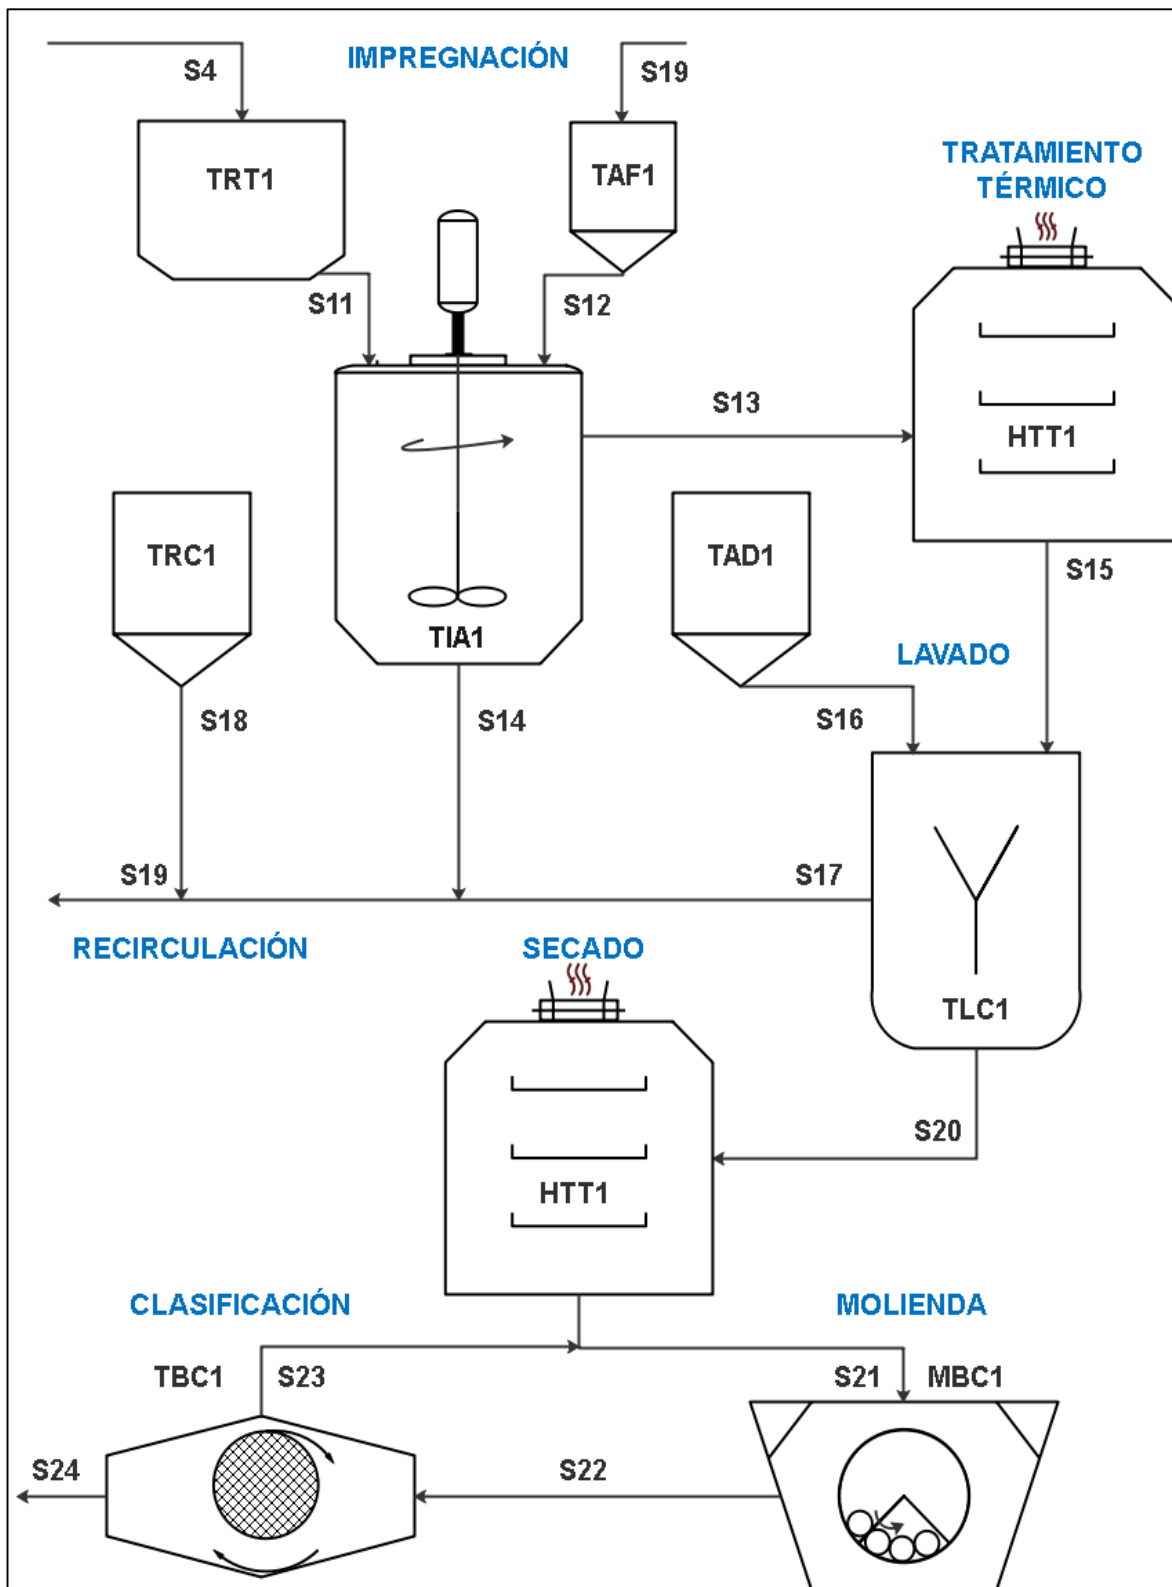 IMPREGNACIÓN
S4
S19
TRT1
TAF1
TRATAMIENTO
TÉRMICO
S11
S12
S13
HTT1
TRC1
TAD1
S15
TIA1
LAVADO
S18
S14
S16
S19
S17
RECIRCULACIÓN
SECADO
TLC1
S20
HTT1
CLASIFICACIÓN
MOLIENDA
TBC1
S23
S21
MBC1
S24
S22